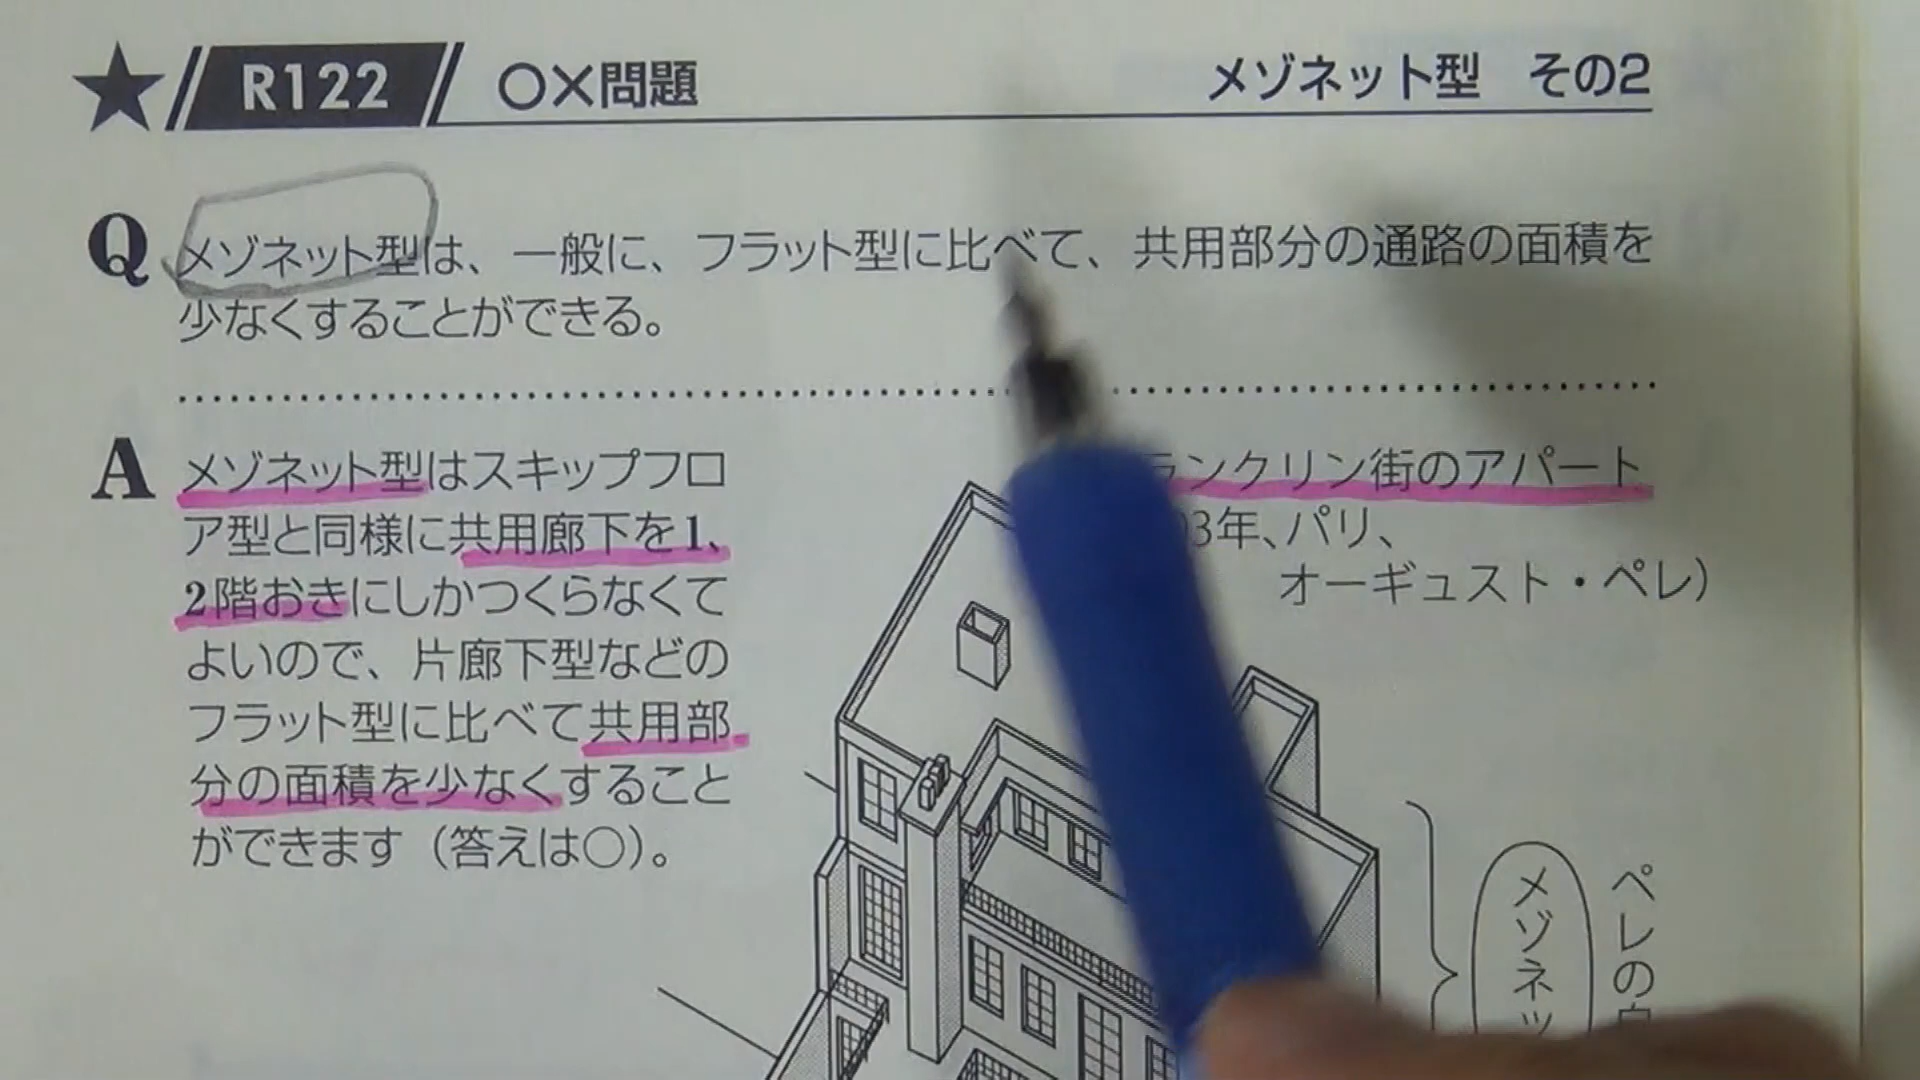 ★ R122 ○×問題 メゾネット型 その2
Q メゾネット型は、一般に、フラット型に比べて、共用部分の通路の面積を
少なくすることができる。
A メゾネット型はスキップフロ
ア型と同様に共用廊下を1、
2階おきにしかつくらなくて
よいので、片廊下型などの
フラット型に比べて共用部
分の面積を少なくすること
ができます（答えは○）。
ランクリン街のアパート
03年、パリ、
オーギュスト・ペレ）
メゾネッ
ペレの